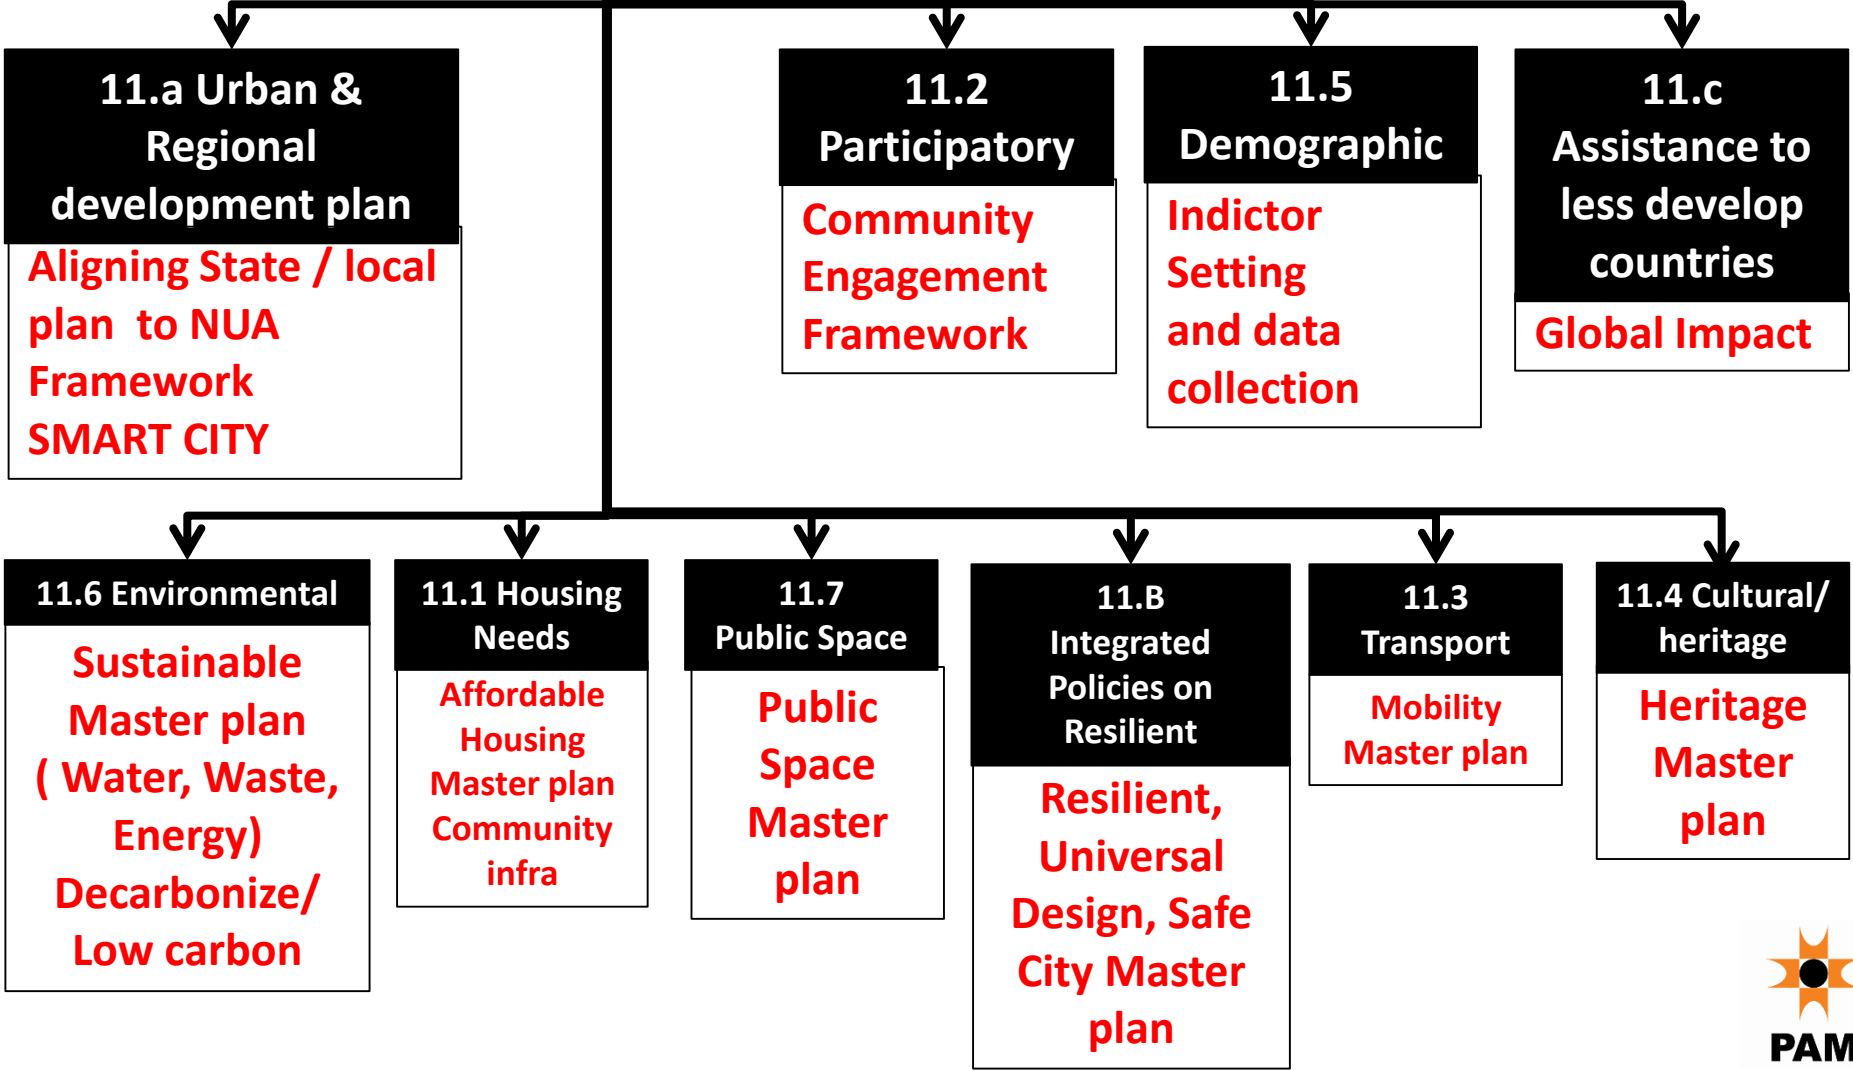 11.a Urban &
Regional
development plan
Aligning State / local
plan to NUA
Framework
SMART CITY
11.2
Participatory
Community
Engagement
Framework
11.5
Demographic
Indictor
Setting
and data
collection
11.c
Assistance to
less develop
countries
Global Impact
11.6 Environmental
Sustainable
Master plan
( Water, Waste,
Energy)
Decarbonize/
Low carbon
11.1 Housing
Needs
Affordable
Housing
Master plan
Community
infra
11.7
Public Space
Public
Space
Master
plan
11.B
Integrated
Policies on
Resilient
Resilient,
Universal
Design, Safe
City Master
plan
11.3
Transport
Mobility
Master plan
11.4 Cultural/
heritage
Heritage
Master
plan
PAM